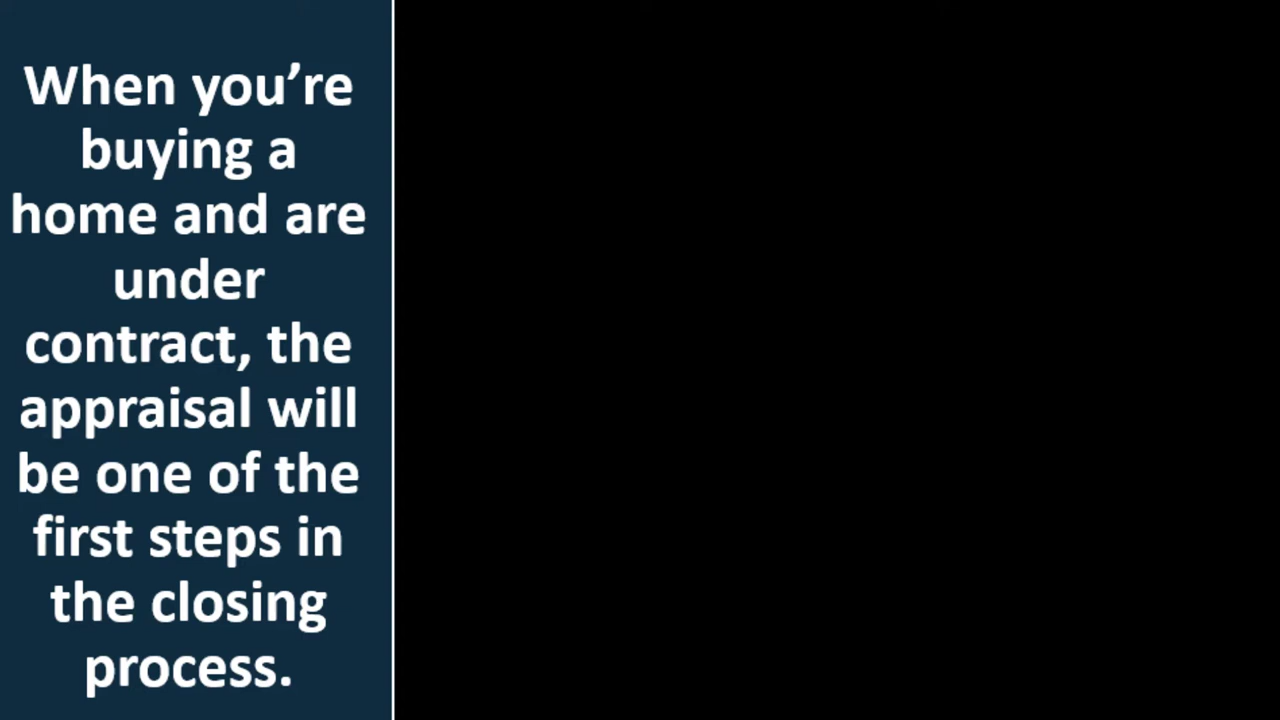 When you’re
buying a
home and are
under
contract, the
appraisal will
be one of the
first steps in
the closing
process.